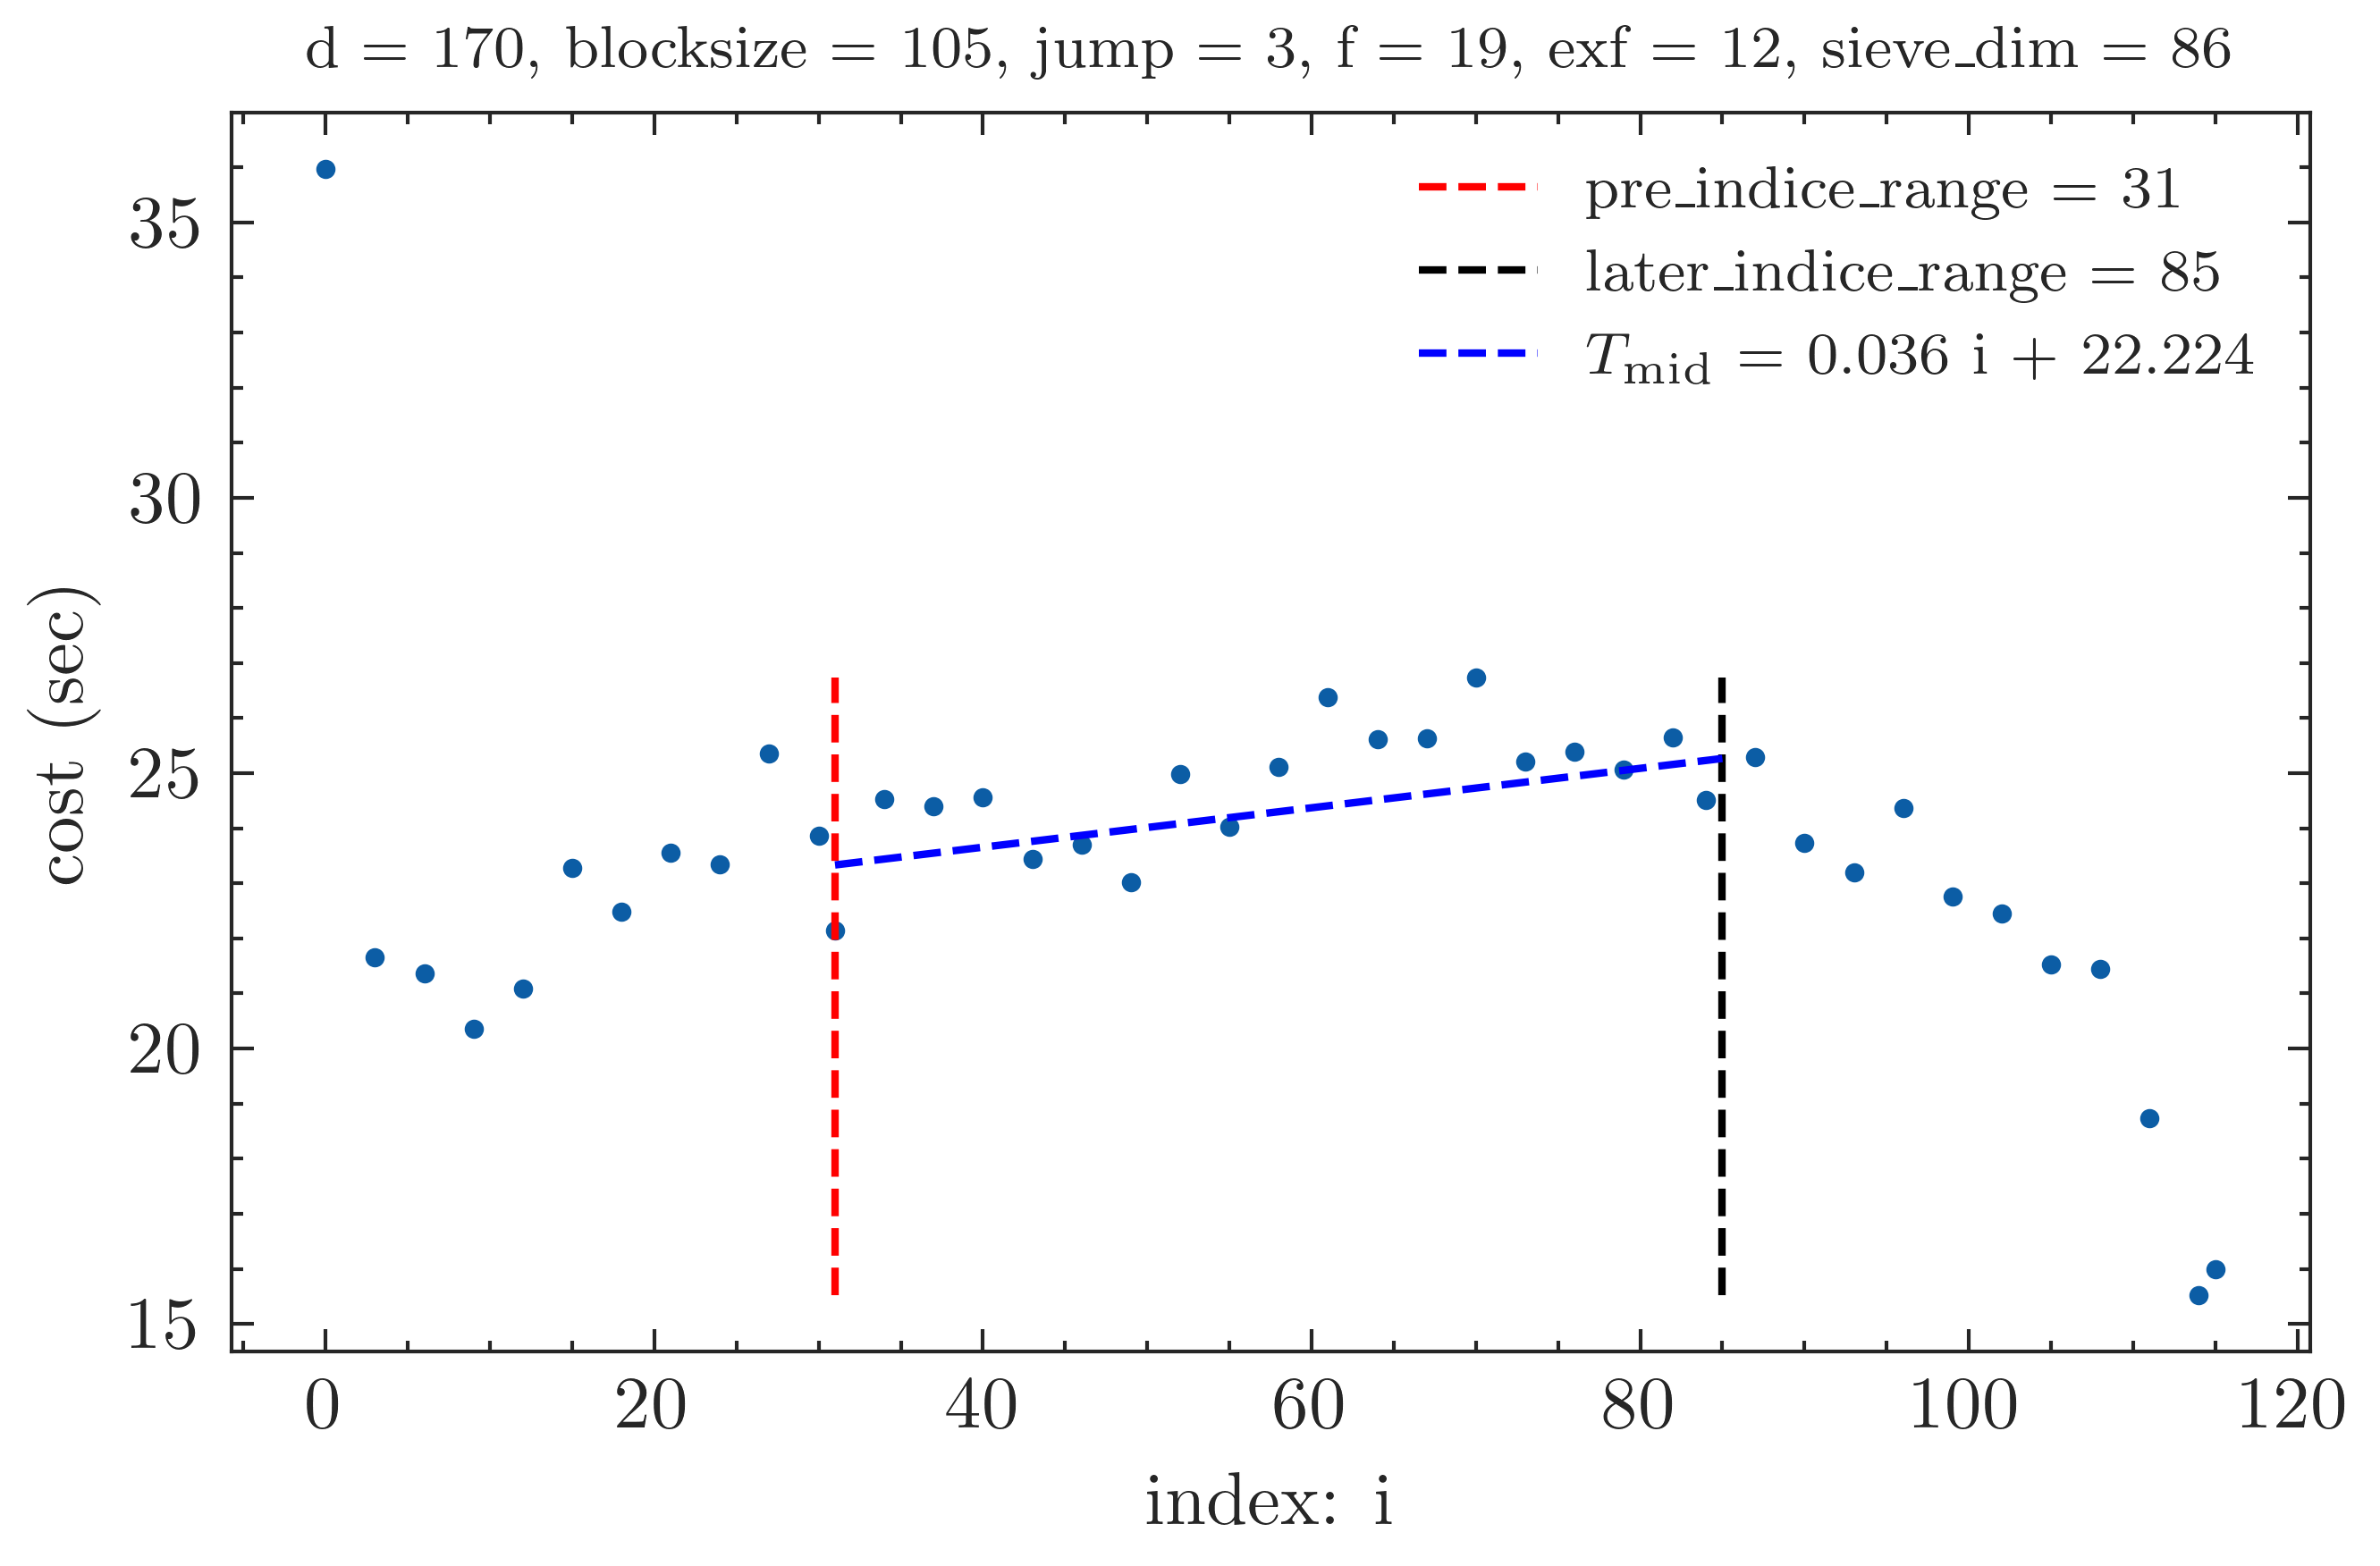 d = 170, blocksize = 105, jump = 3, f = 19, exf = 12, sieve_dim = 86
pre_indice_range = 31
later_indice_range = 85
T_mid = 0.036 i + 22.224
cost (sec)
35
30
25
20
15
0 20 40 60 80 100 120
index: i